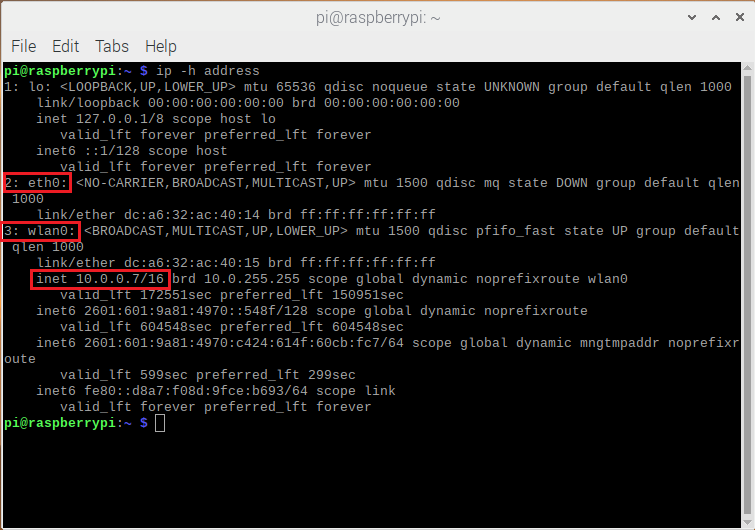 pi@raspberrypi: ~
File Edit Tabs Help
pi@raspberrypi:~ $ ip -h address
1: lo: <LOOPBACK,UP,LOWER_UP> mtu 65536 qdisc noqueue state UNKNOWN group default qlen 1000
    link/loopback 00:00:00:00:00:00 brd 00:00:00:00:00:00
    inet 127.0.0.1/8 scope host lo
       valid_lft forever preferred_lft forever
    inet6 ::1/128 scope host
       valid_lft forever preferred_lft forever
2: eth0: <NO-CARRIER,BROADCAST,MULTICAST,UP> mtu 1500 qdisc mq state DOWN group default qlen
 1000
    link/ether dc:a6:32:ac:40:14 brd ff:ff:ff:ff:ff:ff
3: wlan0: <BROADCAST,MULTICAST,UP,LOWER_UP> mtu 1500 qdisc pfifo_fast state UP group default
 qlen 1000
    link/ether dc:a6:32:ac:40:15 brd ff:ff:ff:ff:ff:ff
    inet 10.0.0.7/16 brd 10.0.255.255 scope global dynamic noprefixroute wlan0
       valid_lft 172551sec preferred_lft 150951sec
    inet6 2601:601:9a81:4970::548f/128 scope global dynamic noprefixroute
       valid_lft 604548sec preferred_lft 604548sec
    inet6 2601:601:9a81:4970:c424:614f:60cb:fc7/64 scope global dynamic mngtmpaddr noprefixr
oute
       valid_lft 599sec preferred_lft 299sec
    inet6 fe80::d8a7:f08d:9fce:b693/64 scope link
       valid_lft forever preferred_lft forever
pi@raspberrypi:~ $